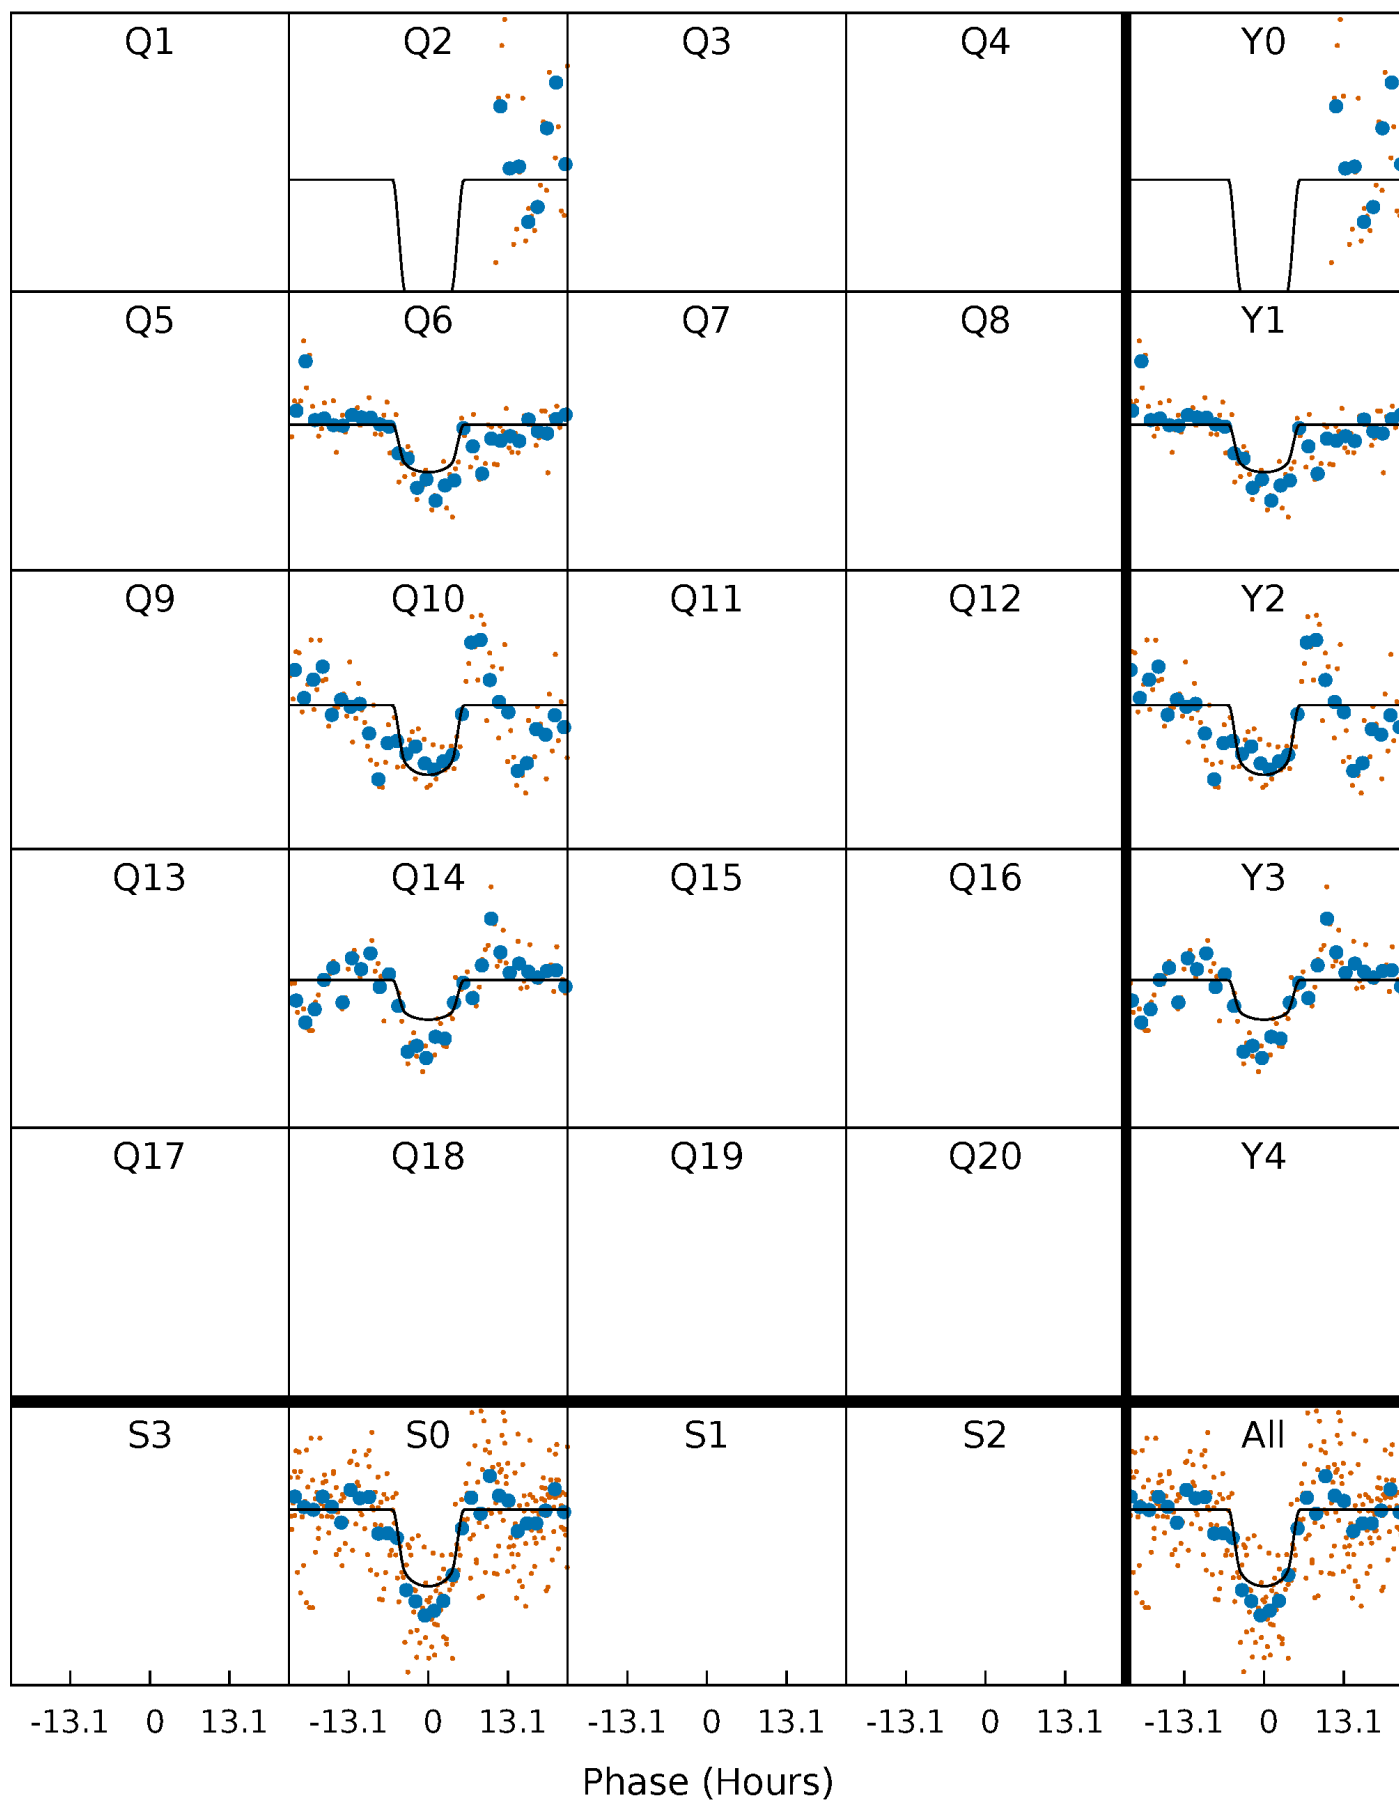 Q1 Q2 Q3 Q4 Y0
Q5 Q6 Q7 Q8 Y1
Q9 Q10 Q11 Q12 Y2
Q13 Q14 Q15 Q16 Y3
Q17 Q18 Q19 Q20 Y4
S3 S0 S1 S2 All
-13.1 0 13.1 -13.1 0 13.1 -13.1 0 13.1 -13.1 0 13.1 -13.1 0 13.1
Phase (Hours)